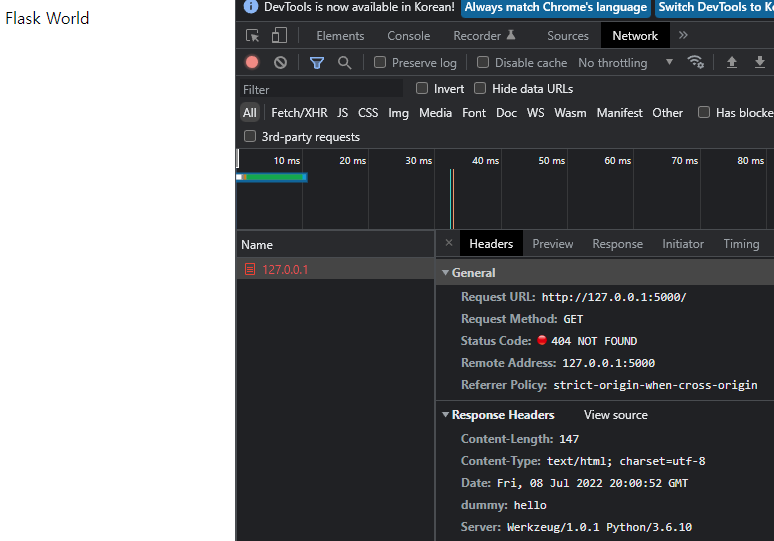 Flask World
DevTools is now available in Korean! Always match Chrome's language Switch DevTools to K
Elements Console Recorder Sources Network »
Preserve log Disable cache No throttling
Filter Invert Hide data URLs
All Fetch/XHR JS CSS Img Media Font Doc WS Wasm Manifest Other Has blocke
3rd-party requests
10 ms 20 ms 30 ms 40 ms 50 ms 60 ms 70 ms 80 ms
Name × Headers Preview Response Initiator Timing
127.0.0.1
General
Request URL: http://127.0.0.1:5000/
Request Method: GET
Status Code: 404 NOT FOUND
Remote Address: 127.0.0.1:5000
Referrer Policy: strict-origin-when-cross-origin
Response Headers View source
Content-Length: 147
Content-Type: text/html; charset=utf-8
Date: Fri, 08 Jul 2022 20:00:52 GMT
dummy: hello
Server: Werkzeug/1.0.1 Python/3.6.10